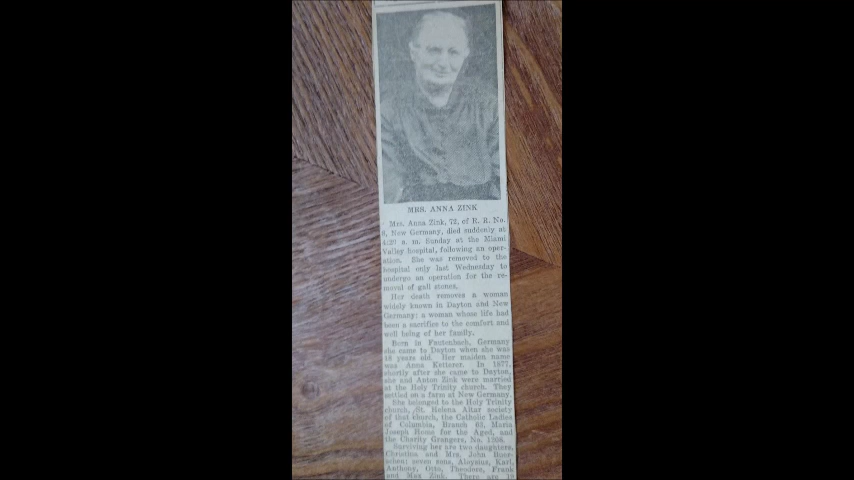 MRS. ANNA ZINK
Mrs. Anna Zink, 72, of R. R. No.
8, New Germany, died suddenly at
4:20 a. m. Sunday at the Miami
Valley hospital, following an oper-
ation. She was removed to the
hospital only last Wednesday to
undergo an operation for the re-
moval of gall stones.
Her death removes a woman
widely known in Dayton and New
Germany; a woman whose life had
been a sacrifice to the comfort and
well being of her family.
Born in Fautenbach, Germany
she came to Dayton when she was
18 years old. Her maiden name
was Anna Ketterer. In 1877,
shortly after she came to Dayton,
she and Anton Zink were married
at the Holy Trinity church. They
settled on a farm at New Germany.
She belonged to the Holy Trinity
church, St. Helena Altar society
of that church, the Catholic Ladies
of Columbia, Branch 63, Maria
Joseph Home for the Aged, and
the Charity Grangers, No.
Surviving her are two daughters,
Christina and Mrs. John
seven sons, Aloysius, Karl,
Anthony, Otto, Theodore, Frank
and Max Zink. There are